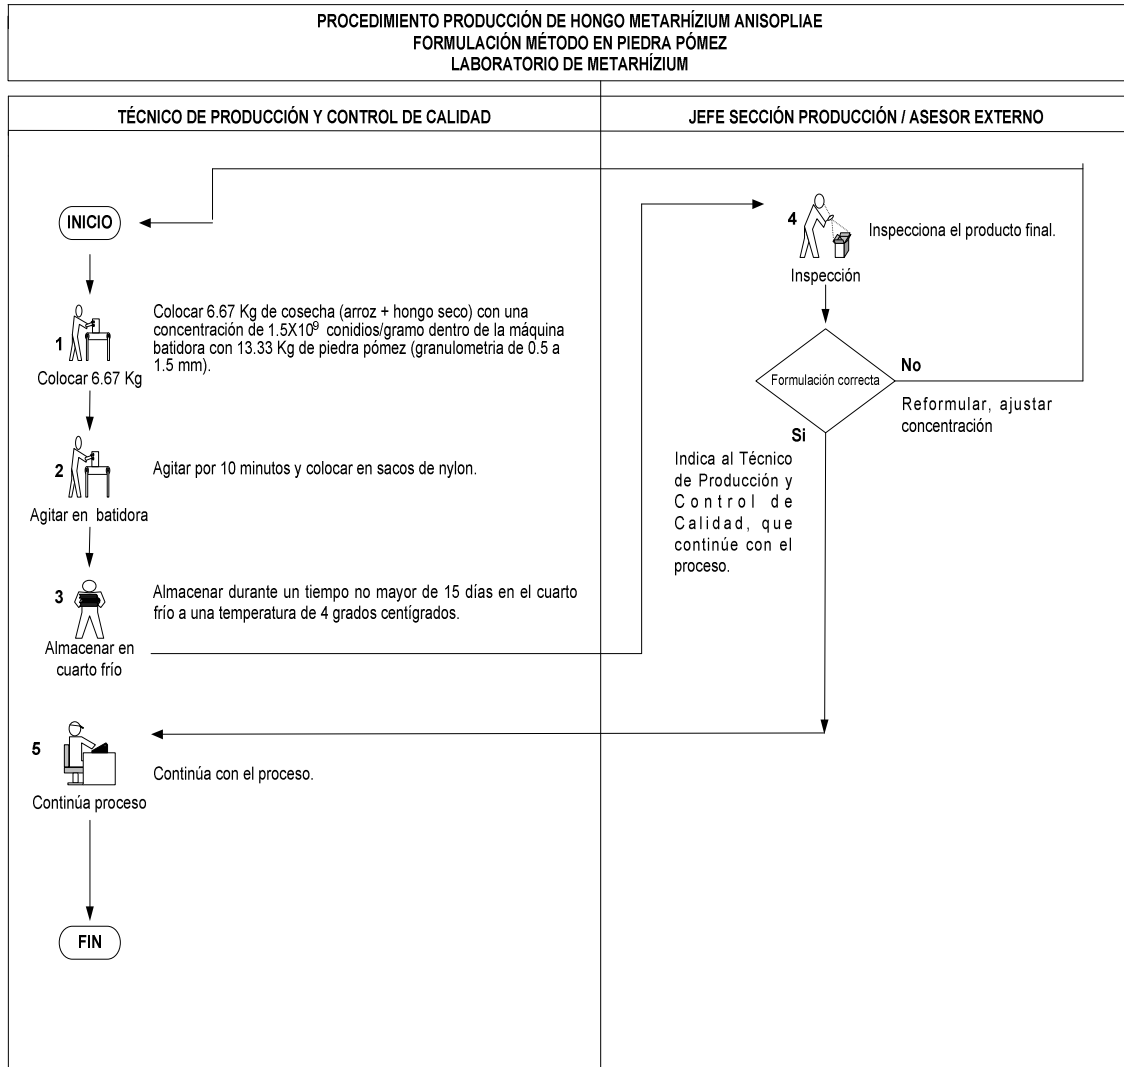 PROCEDIMIENTO PRODUCCIÓN DE HONGO METARHÍZIUM ANISOPLIAE
FORMULACIÓN MÉTODO EN PIEDRA PÓMEZ
LABORATORIO DE METARHÍZIUM
TÉCNICO DE PRODUCCIÓN Y CONTROL DE CALIDAD
INICIO
1
Colocar 6.67 Kg
Colocar 6.67 Kg de cosecha (arroz + hongo seco) con una
concentración de 1.5X10⁹ conidios/gramo dentro de la máquina
batidora con 13.33 Kg de piedra pómez (granulometria de 0.5 a
1.5 mm).
2
Agitar en batidora
Agitar por 10 minutos y colocar en sacos de nylon.
3
Almacenar en
cuarto frío
Almacenar durante un tiempo no mayor de 15 días en el cuarto
frío a una temperatura de 4 grados centígrados.
JEFE SECCIÓN PRODUCCIÓN / ASESOR EXTERNO
4
Inspección
Inspecciona el producto final.
Formulación correcta
No
Reformular, ajustar
concentración
Si
Indica al Técnico
de Producción y
Control de
Calidad, que
continúe con el
proceso.
5
Continúa proceso
Continúa con el proceso.
FIN